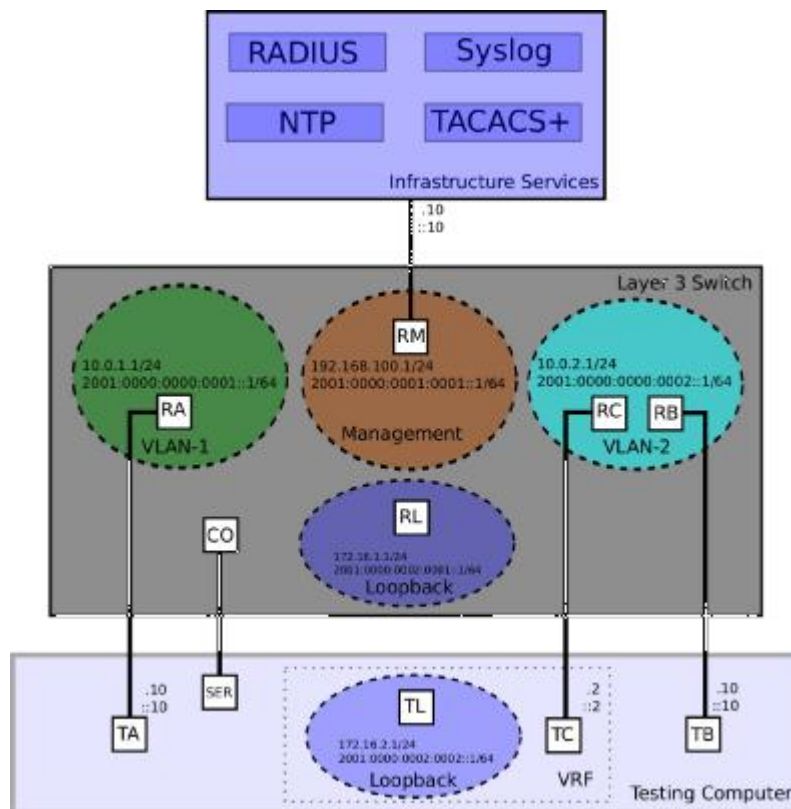 RADIUS
Syslog
NTP
TACACS+
Infrastructure Services
.10
::10
Layer 3 Switch
RM
10.0.1.1/24
2001:0000:0000:0001::1/64
192.168.100.1/24
2001:0000:0001:0001::1/64
10.0.2.1/24
2001:0000:0000:0002::1/64
RA
RC
RB
VLAN-1
Management
VLAN-2
RL
CO
172.16.1.1/24
2001:0000:0002:0001::1/64
Loopback
.10
::10
SER
TL
.2
::2
.10
::10
TA
TC
TB
172.16.2.1/24
2001:0000:0002:0002::1/64
Loopback
VRF
Testing Computer